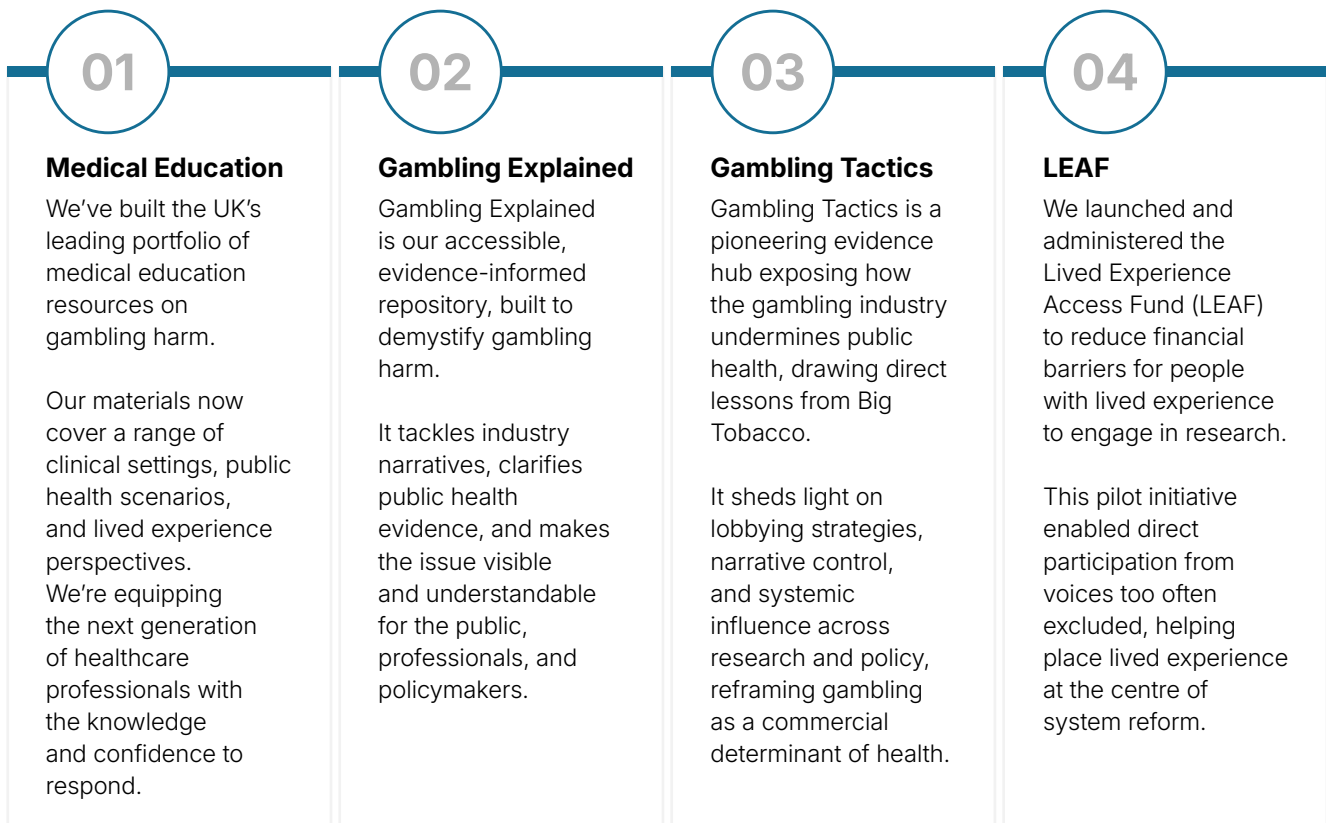 01
Medical Education
We’ve built the UK’s
leading portfolio of
medical education
resources on
gambling harm.
Our materials now
cover a range of
clinical settings, public
health scenarios,
and lived experience
perspectives.
We’re equipping
the next generation
of healthcare
professionals with
the knowledge
and confidence to
respond.
02
Gambling Explained
Gambling Explained
is our accessible,
evidence-informed
repository, built to
demystify gambling
harm.
It tackles industry
narratives, clarifies
public health
evidence, and makes
the issue visible
and understandable
for the public,
professionals, and
policymakers.
03
Gambling Tactics
Gambling Tactics is a
pioneering evidence
hub exposing how
the gambling industry
undermines public
health, drawing direct
lessons from Big
Tobacco.
It sheds light on
lobbying strategies,
narrative control,
and systemic
influence across
research and policy,
reframing gambling
as a commercial
determinant of health.
04
LEAF
We launched and
administered the
Lived Experience
Access Fund (LEAF)
to reduce financial
barriers for people
with lived experience
to engage in research.
This pilot initiative
enabled direct
participation from
voices too often
excluded, helping
place lived experience
at the centre of
system reform.